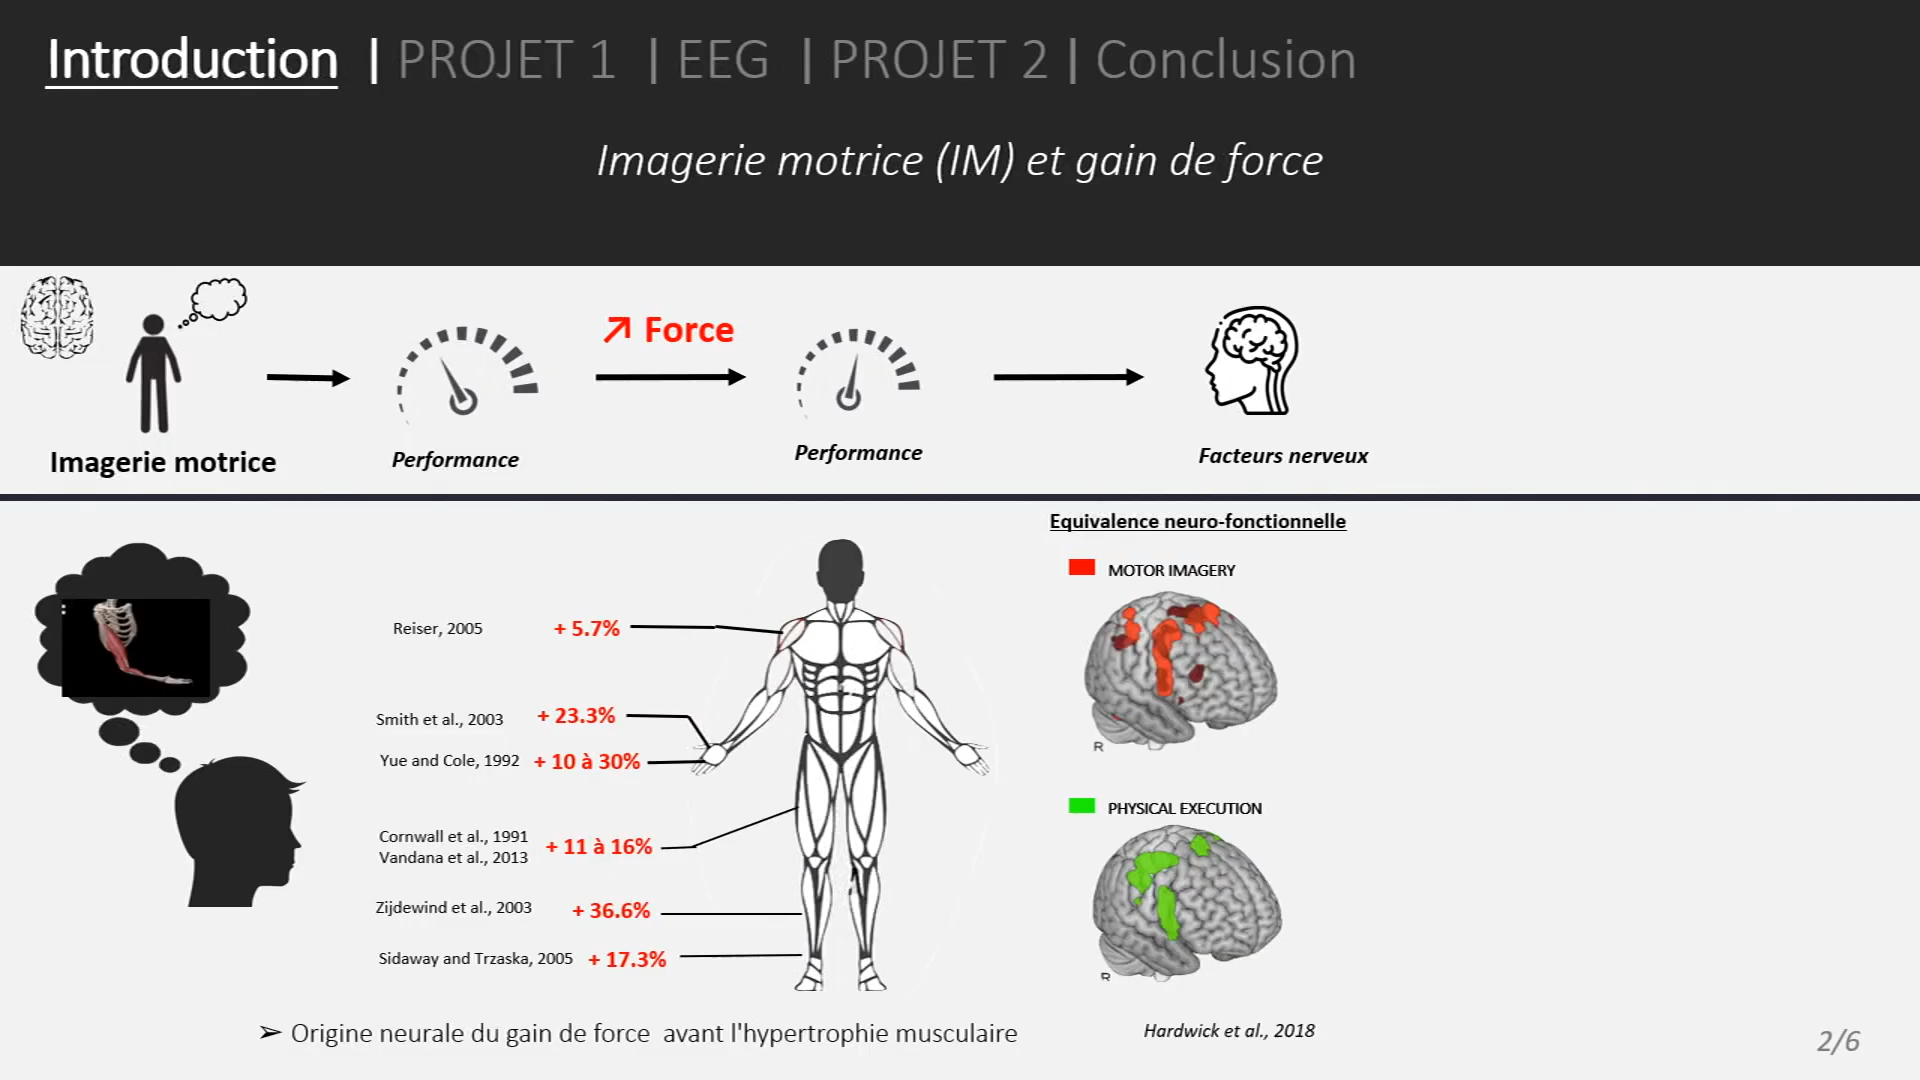 Introduction | PROJET 1 | EEG | PROJET 2 | Conclusion
Imagerie motrice (IM) et gain de force
↗ Force
Imagerie motrice
Performance
Performance
Facteurs nerveux
Equivalence neuro-fonctionnelle
MOTOR IMAGERY
Reiser, 2005 + 5.7%
Smith et al., 2003 + 23.3%
Yue and Cole, 1992 + 10 à 30%
R
PHYSICAL EXECUTION
Cornwall et al., 1991
Vandana et al., 2013 + 11 à 16%
Zijdewind et al., 2003 + 36.6%
Sidaway and Trzaska, 2005 + 17.3%
R
➢ Origine neurale du gain de force avant l'hypertrophie musculaire
Hardwick et al., 2018
2/6